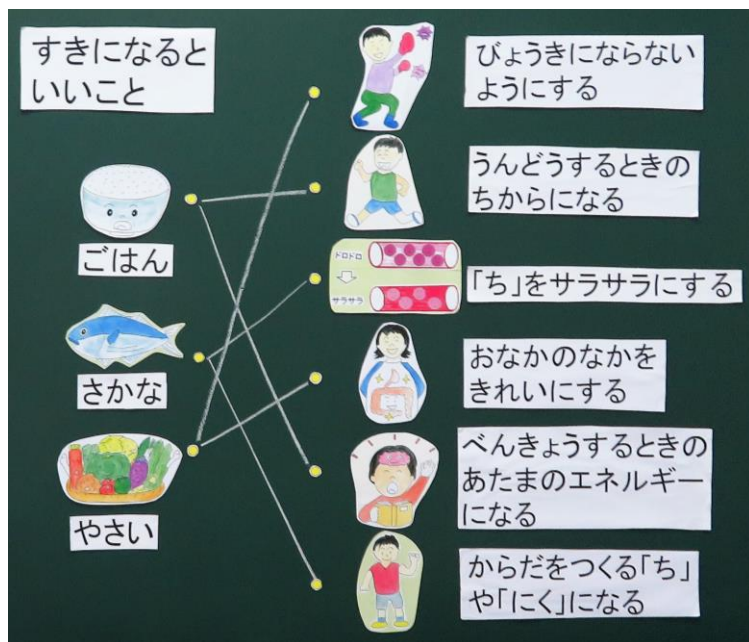 すきになると
いいこと
ごはん
さかな
やさい
びょうきにならない
ようにする
うんどうするときの
ちからになる
ドロドロ
サラサラ
「ち」をサラサラにする
おなかのなかを
きれいにする
べんきょうするときの
あたまのエネルギー
になる
からだをつくる「ち」
や「にく」になる